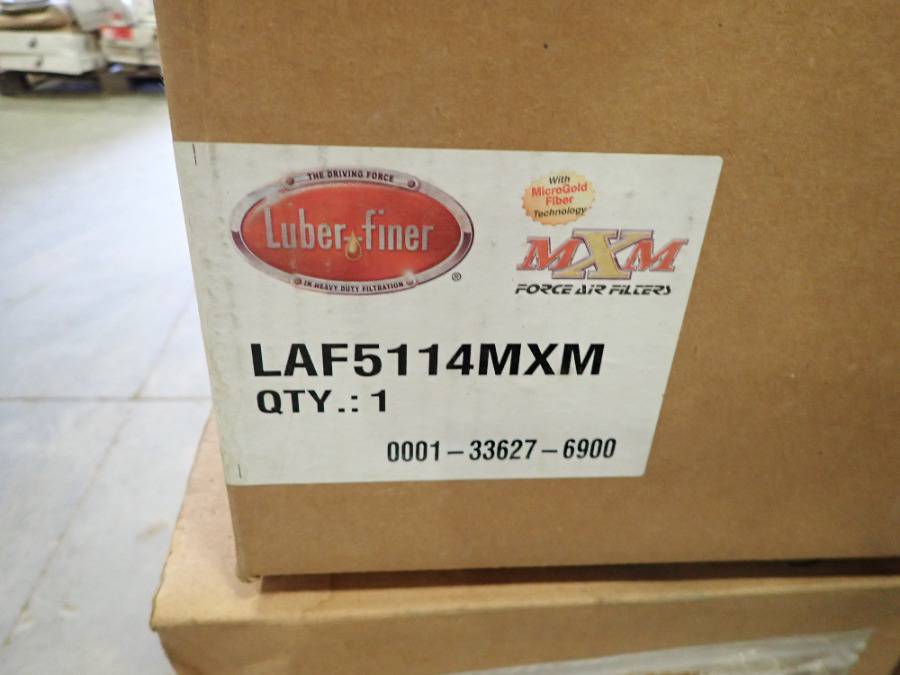 THE DRIVING FORCE
Luber-finer
IN HEAVY DUTY FILTRATION
®
With
MicroGold
Fiber
Technology
MXM
FORCE AIR FILTERS
LAF5114MXM
QTY.: 1
0001-33627-6900